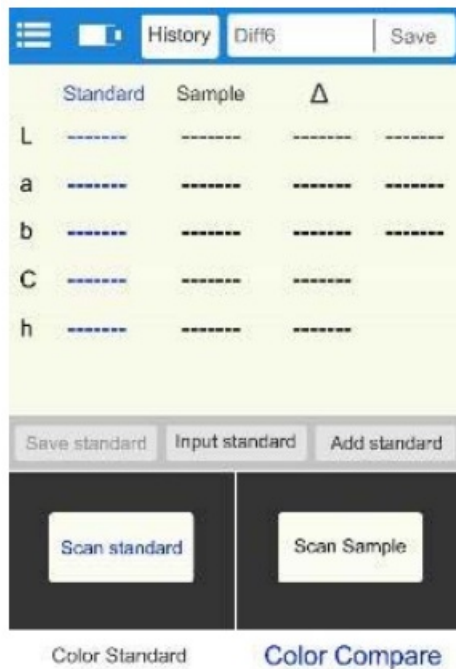 History Diff6 Save
Standard Sample Δ
L ------- ------- ------- -------
a ------- ------- ------- -------
b ------- ------- ------- -------
C ------- ------- -------
h ------- ------- -------
Save standard Input standard Add standard
Scan standard Scan Sample
Color Standard Color Compare